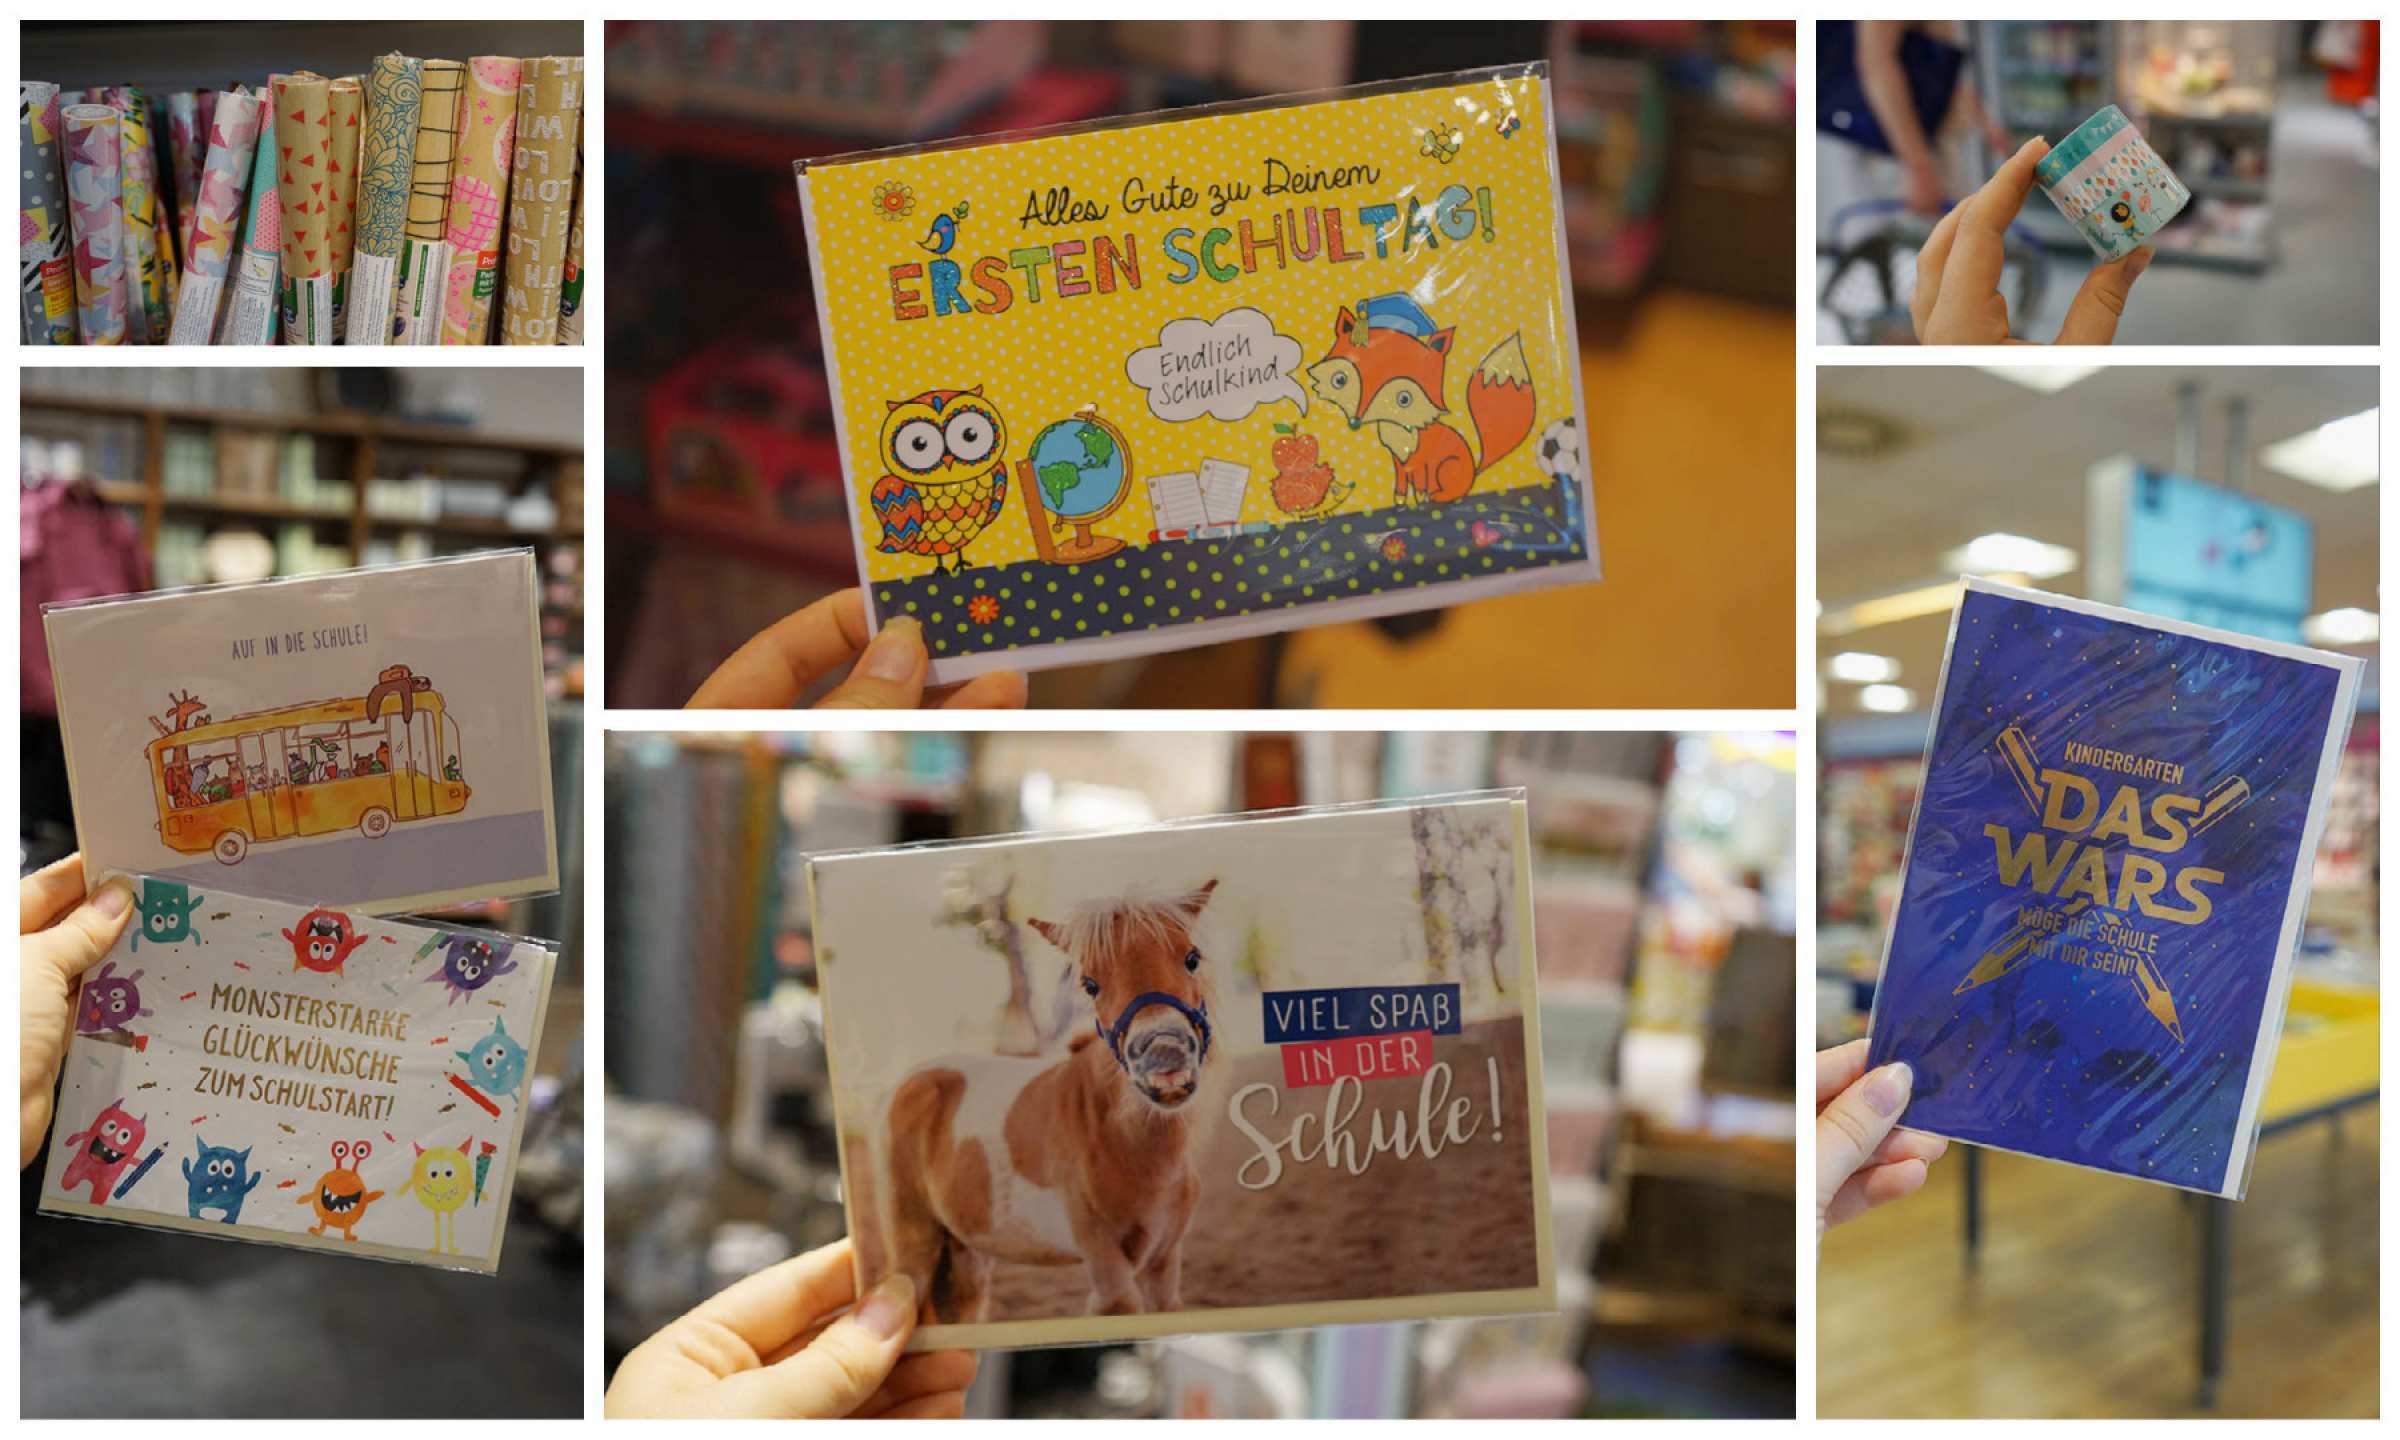 Alles Gute zu Deinem
ERSTEN SCHULTAG!
Endlich
Schulkind
AUF IN DIE SCHULE!
MONSTERSTARKE
GLÜCKWÜNSCHE
ZUM SCHULSTART!
VIEL SPAß
IN DER
Schule!
KINDERGARTEN
DAS
WARS
MÖGE DIE SCHULE
MIT DIR SEIN!